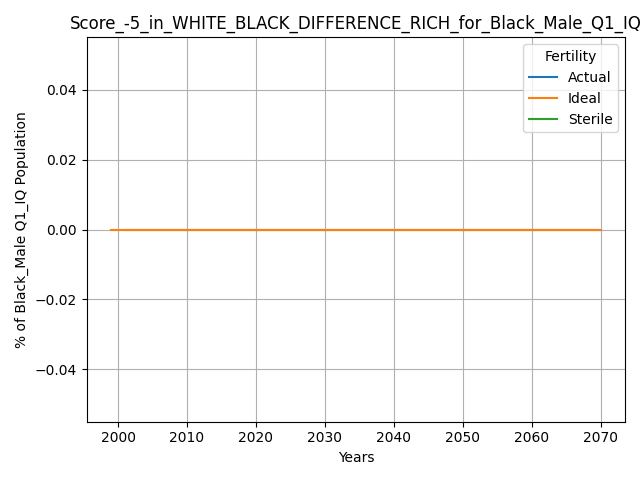 Score_-5_in_WHITE_BLACK_DIFFERENCE_RICH_for_Black_Male_Q1_IQ
Fertility
Actual
Ideal
Sterile
% of Black_Male Q1_IQ Population
0.04
0.02
0.00
−0.02
−0.04
2000 2010 2020 2030 2040 2050 2060 2070
Years